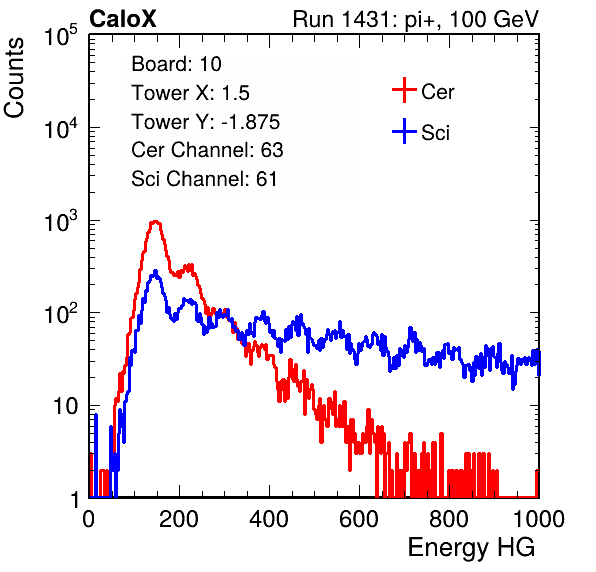 CaloX Run 1431: pi+, 100 GeV
Counts
Board: 10
Tower X: 1.5
Tower Y: -1.875
Cer Channel: 63
Sci Channel: 61
Cer
Sci
10^5
10^4
10^3
10^2
10
1
0 200 400 600 800 1000
Energy HG